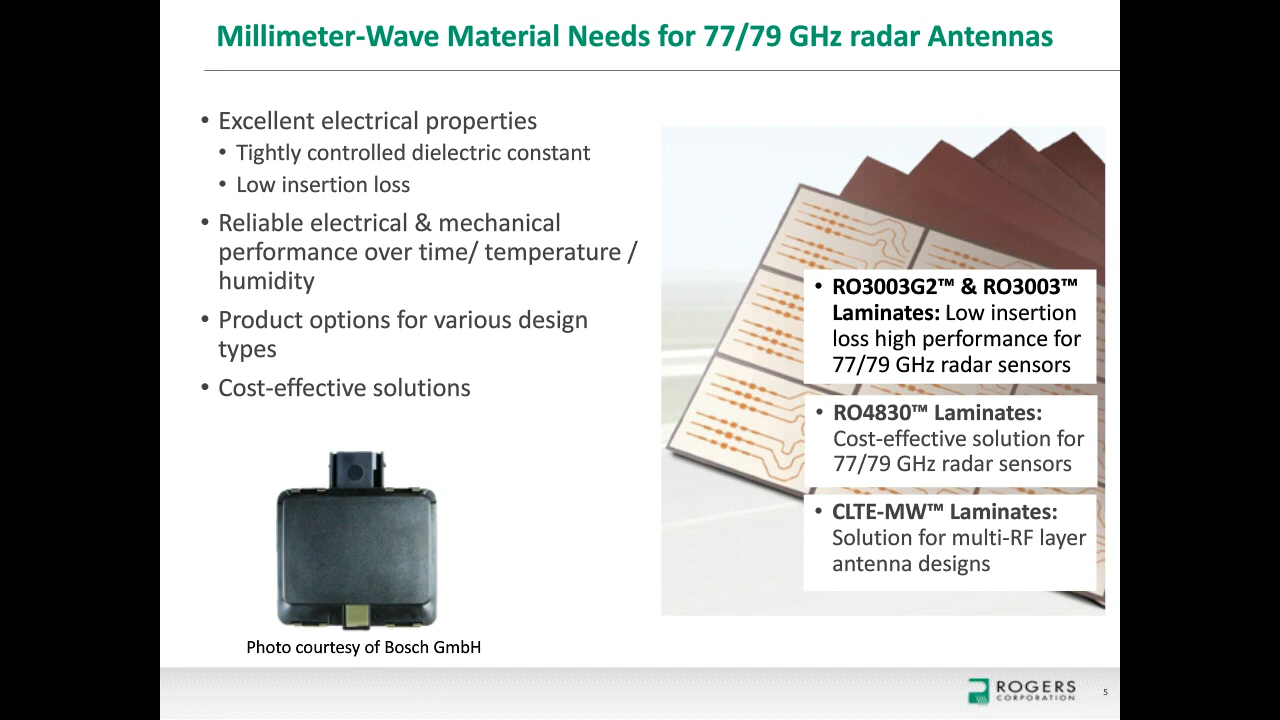 Millimeter-Wave Material Needs for 77/79 GHz radar Antennas
• Excellent electrical properties
• Tightly controlled dielectric constant
• Low insertion loss
• Reliable electrical & mechanical
performance over time/ temperature /
humidity
• Product options for various design
types
• Cost-effective solutions
Photo courtesy of Bosch GmbH
• RO3003G2™ & RO3003™
Laminates: Low insertion
loss high performance for
77/79 GHz radar sensors
• RO4830™ Laminates:
Cost-effective solution for
77/79 GHz radar sensors
• CLTE-MW™ Laminates:
Solution for multi-RF layer
antenna designs
ROGERS
CORPORATION
5